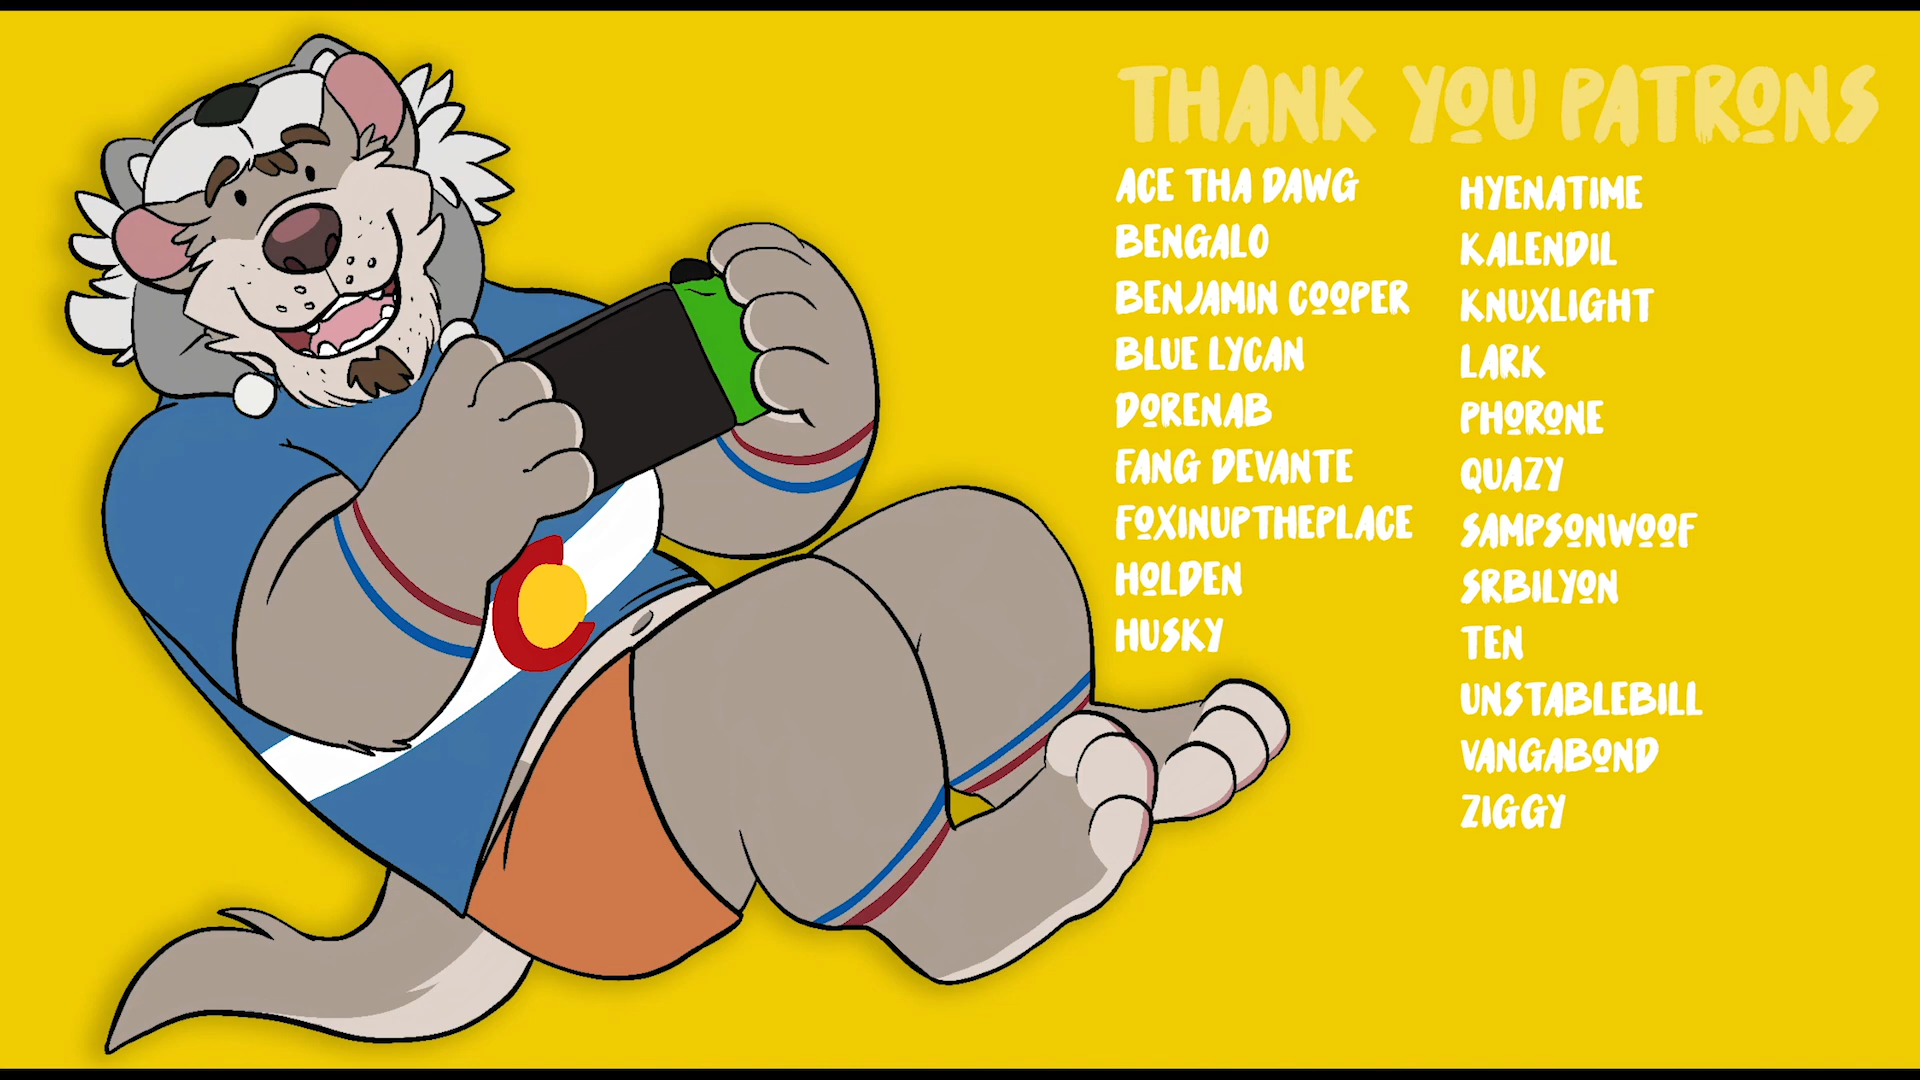 THANK YOU PATRONS
ACE THA DAWG
BENGALO
BENJAMIN COOPER
BLUE LYCAN
DORENAB
FANG DEVANTE
FOXINUPTHEPLACE
HOLDEN
HUSKY
HYENATIME
KALENDIL
KNUXLIGHT
LARK
PHORONE
QUAZY
SAMPSONWOOF
SRBILYON
TEN
UNSTABLEBILL
VANGABOND
ZIGGY